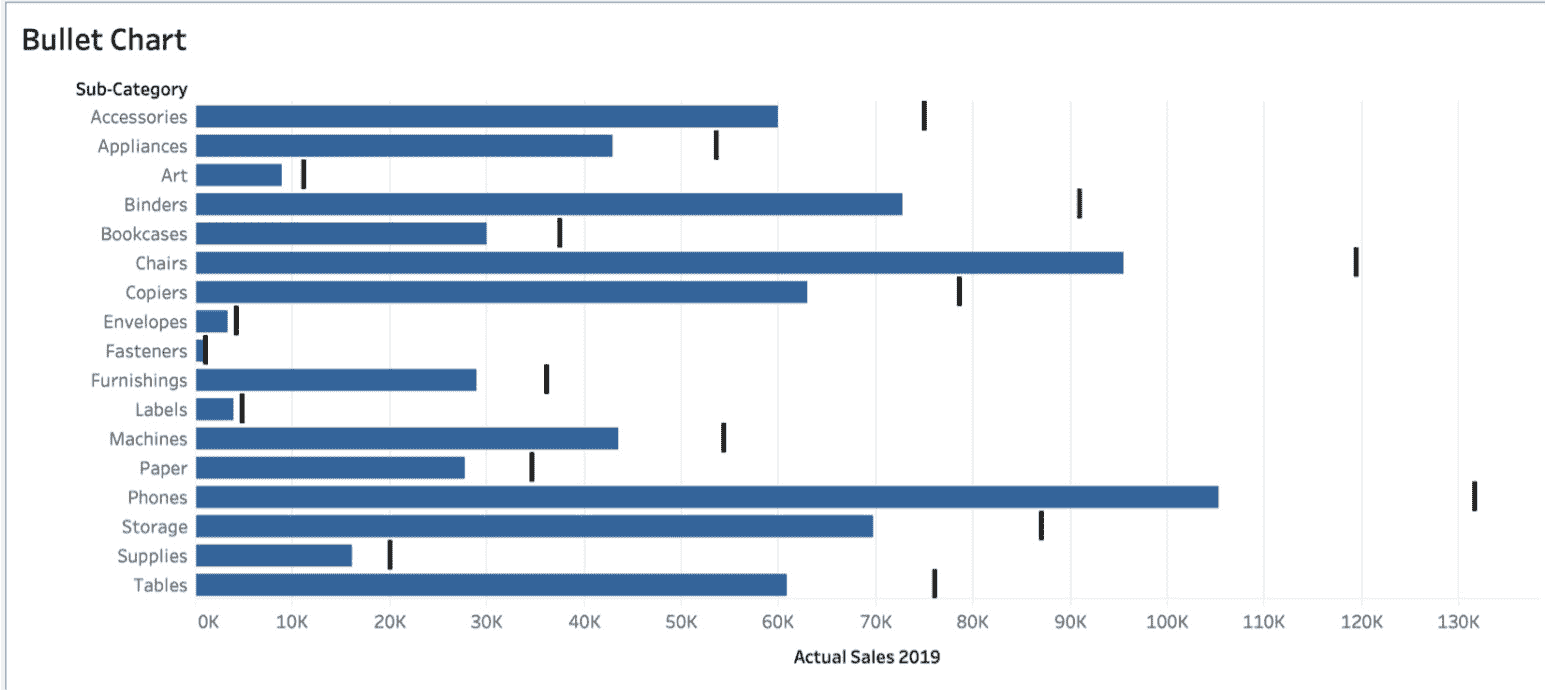 Bullet Chart
Sub-Category
Accessories
Appliances
Art
Binders
Bookcases
Chairs
Copiers
Envelopes
Fasteners
Furnishings
Labels
Machines
Paper
Phones
Storage
Supplies
Tables
0K 10K 20K 30K 40K 50K 60K 70K 80K 90K 100K 110K 120K 130K
Actual Sales 2019